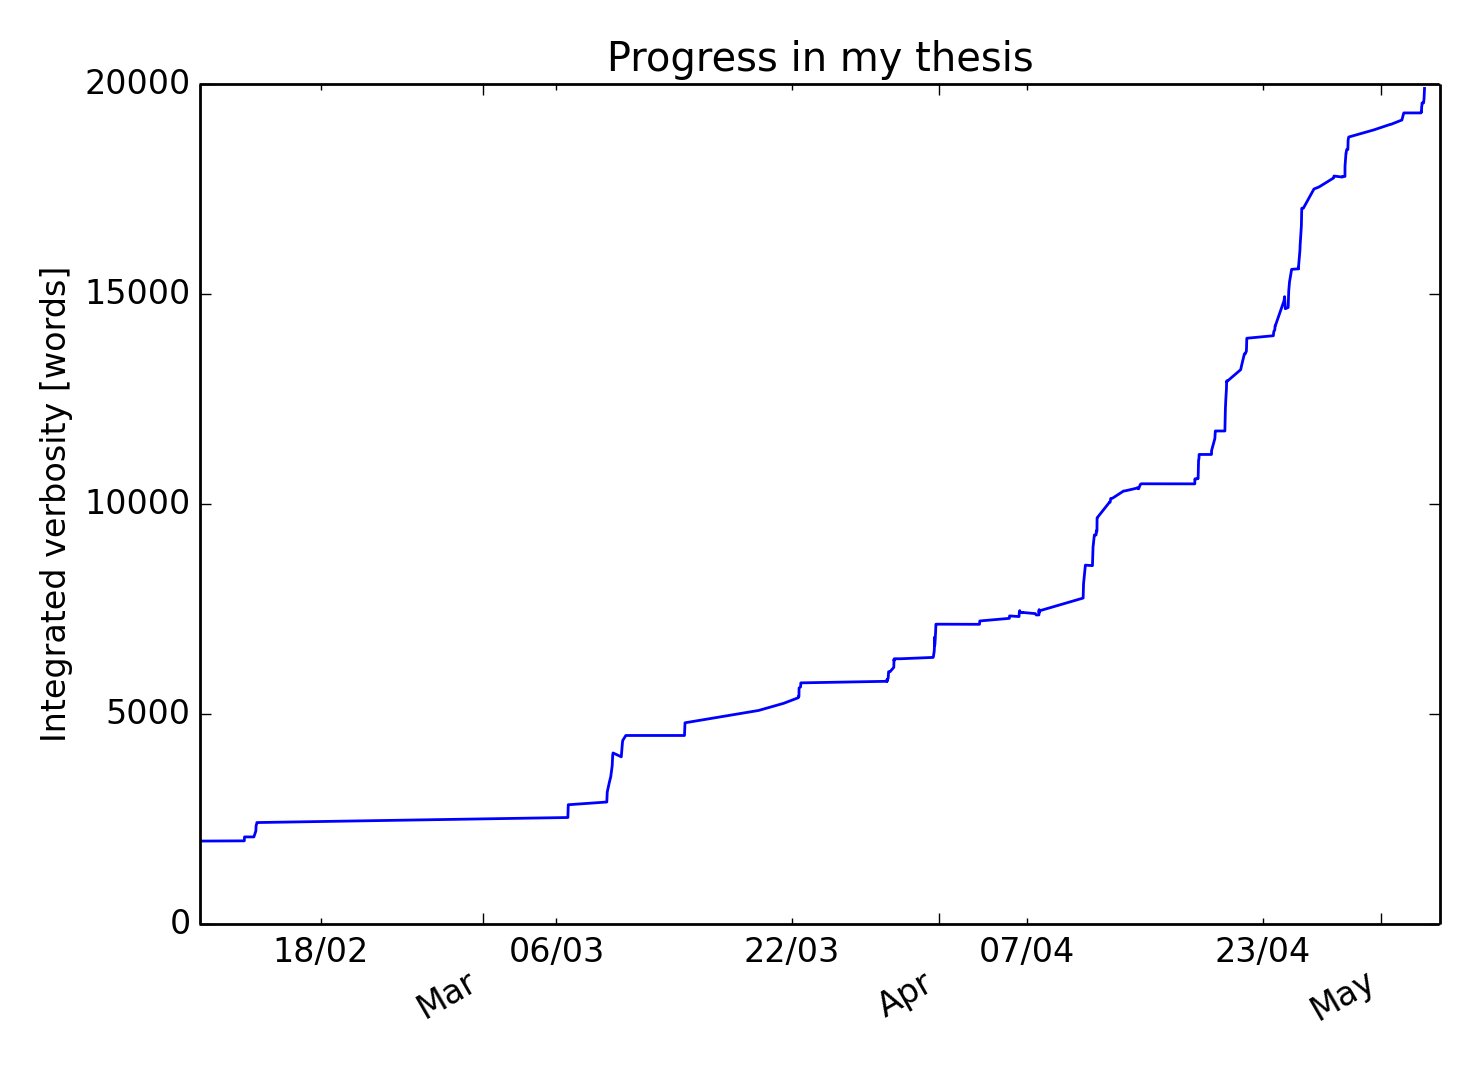 Progress in my thesis
Integrated verbosity [words]
20000
15000
10000
5000
0
18/02
06/03
22/03
07/04
23/04
Mar
Apr
May